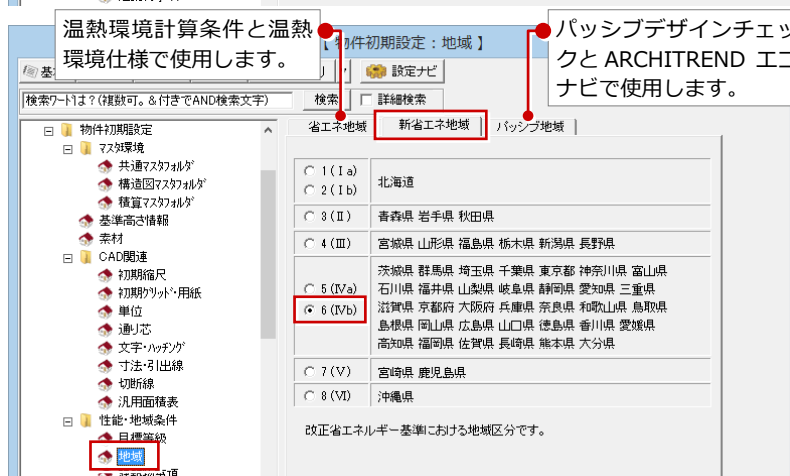 温熱環境計算条件と温熱
環境仕様で使用します。
パッシブデザインチェッ
クと ARCHITREND エコ
ナビで使用します。
【 物件初期設定：地域 】
設定ナビ
検索ワードは？(複数可。&付きでAND検索文字)
検索
詳細検索
物件初期設定
マスタ環境
共通マスタフォルダ
構造図マスタフォルダ
積算マスタフォルダ
基準高さ情報
素材
CAD関連
初期縮尺
初期グリッド・用紙
単位
通り芯
文字・ハッチング
寸法・引出線
切断線
汎用面積表
性能・地域条件
目標等級
地域
省エネ地域
新省エネ地域
パッシブ地域
1 (Ⅰa)
2 (Ⅰb)
北海道
3 (Ⅱ)
青森県 岩手県 秋田県
4 (Ⅲ)
宮城県 山形県 福島県 栃木県 新潟県 長野県
5 (Ⅳa)
6 (Ⅳb)
茨城県 群馬県 埼玉県 千葉県 東京都 神奈川県 富山県
石川県 福井県 山梨県 岐阜県 静岡県 愛知県 三重県
滋賀県 京都府 大阪府 兵庫県 奈良県 和歌山県 鳥取県
島根県 岡山県 広島県 山口県 徳島県 香川県 愛媛県
高知県 福岡県 佐賀県 長崎県 熊本県 大分県
7 (Ⅴ)
宮崎県 鹿児島県
8 (Ⅵ)
沖縄県
改正省エネルギー基準における地域区分です。